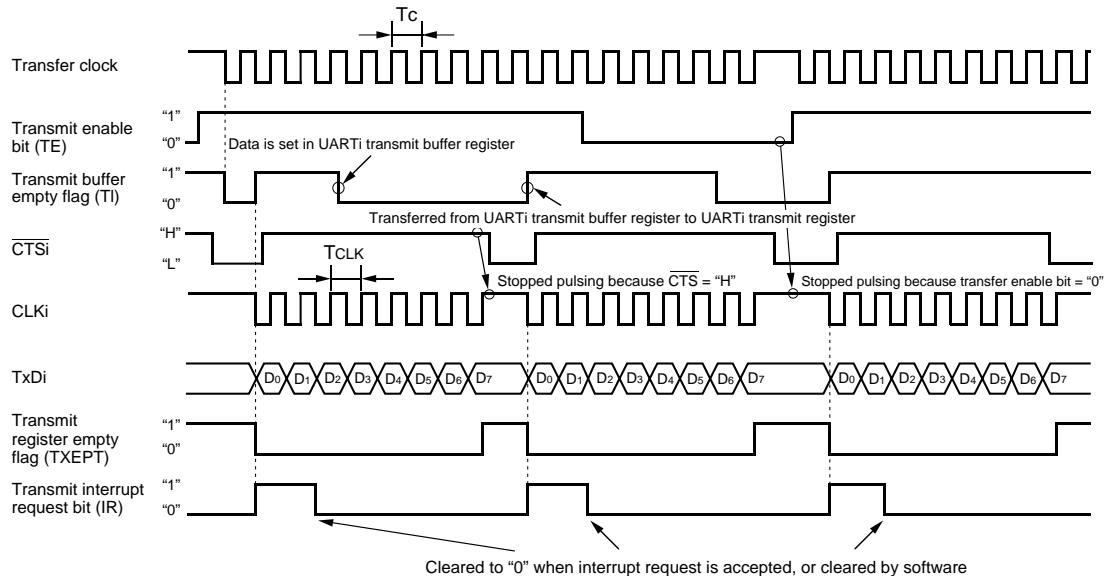 Tc
Transfer clock
"1"
Transmit enable
bit (TE)
"0"
Data is set in UARTi transmit buffer register
Transmit buffer
empty flag (Tl)
"1"
"0"
Transferred from UARTi transmit buffer register to UARTi transmit register
CTSi
"H"
"L"
TCLK
Stopped pulsing because CTS = "H"
Stopped pulsing because transfer enable bit = "0"
CLKi
TxDi
D0 D1 D2 D3 D4 D5 D6 D7 D0 D1 D2 D3 D4 D5 D6 D7 D0 D1 D2 D3 D4 D5 D6 D7
Transmit
register empty
flag (TXEPT)
"1"
"0"
Transmit interrupt
request bit (IR)
"1"
"0"
Cleared to "0" when interrupt request is accepted, or cleared by software